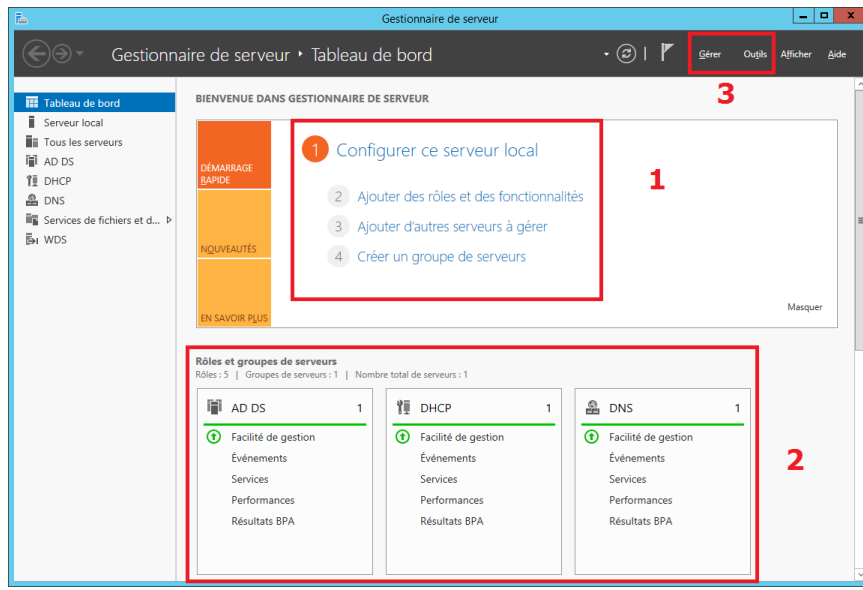 Gestionnaire de serveur
Gestionnaire de serveur ‣ Tableau de bord
Gérer Outils Afficher Aide
3
Tableau de bord
Serveur local
Tous les serveurs
AD DS
DHCP
DNS
Services de fichiers et d...
WDS
BIENVENUE DANS GESTIONNAIRE DE SERVEUR
DÉMARRAGE
RAPIDE
NOUVEAUTÉS
EN SAVOIR PLUS
1 Configurer ce serveur local
2 Ajouter des rôles et des fonctionnalités
3 Ajouter d'autres serveurs à gérer
4 Créer un groupe de serveurs
1
Masquer
Rôles et groupes de serveurs
Rôles : 5 | Groupes de serveurs : 1 | Nombre total de serveurs : 1
AD DS 1
Facilité de gestion
Événements
Services
Performances
Résultats BPA
DHCP 1
Facilité de gestion
Événements
Services
Performances
Résultats BPA
DNS 1
Facilité de gestion
Événements
Services
Performances
Résultats BPA
2